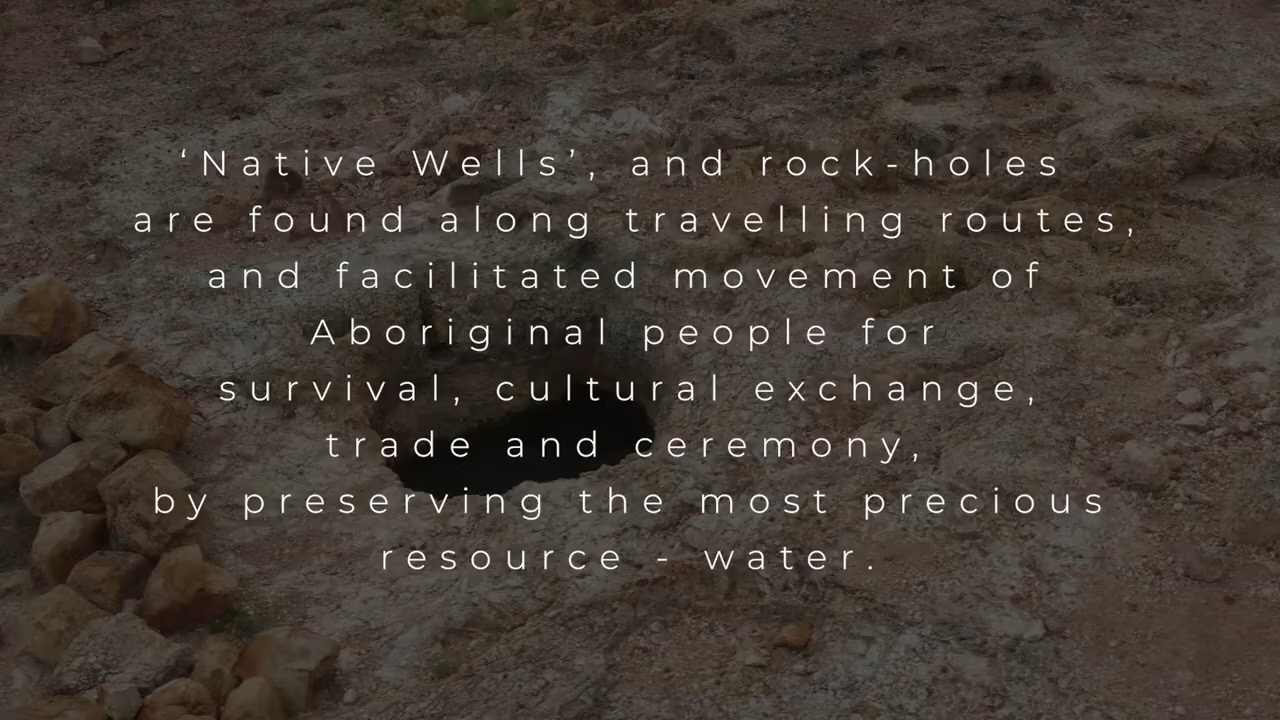 ‘Native Wells’, and rock-holes
are found along travelling routes,
and facilitated movement of
Aboriginal people for
survival, cultural exchange,
trade and ceremony,
by preserving the most precious
resource - water.